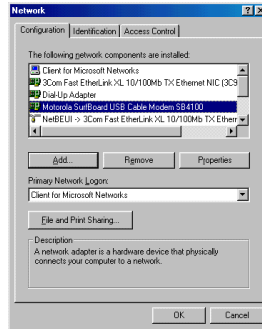 Network
Configuration Identification Access Control
The following network components are installed:
Client for Microsoft Networks
3Com Fast EtherLink XL 10/100Mb TX Ethernet NIC (3C9
Dial-Up Adapter
Motorola SurfBoard USB Cable Modem SB4100
NetBEUI -> 3Com Fast EtherLink XL 10/100Mb TX Ethern
Add... Remove Properties
Primary Network Logon:
Client for Microsoft Networks
File and Print Sharing...
Description
A network adapter is a hardware device that physically
connects your computer to a network.
OK Cancel